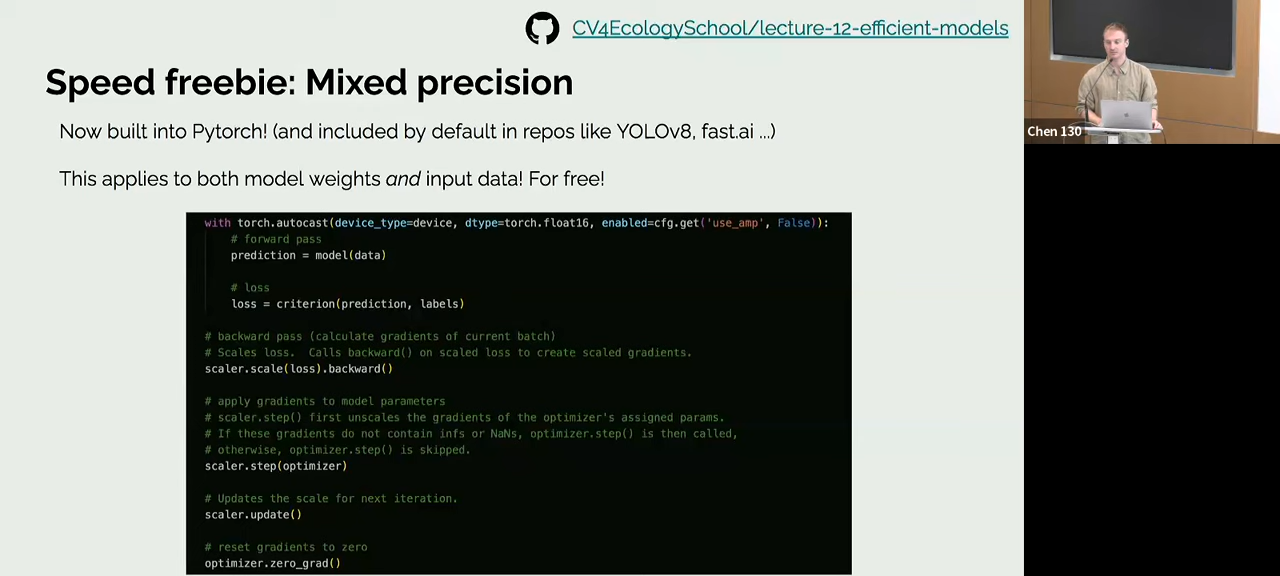 CV4EcologySchool/lecture-12-efficient-models
Speed freebie: Mixed precision
Now built into Pytorch! (and included by default in repos like YOLOv8, fast.ai ...)
This applies to both model weights and input data! For free!
with torch.autocast(device_type=device, dtype=torch.float16, enabled=cfg.get('use_amp', False)):
# forward pass
prediction = model(data)
# loss
loss = criterion(prediction, labels)
# backward pass (calculate gradients of current batch)
# Scales loss.  Calls backward() on scaled loss to create scaled gradients.
scaler.scale(loss).backward()
# apply gradients to model parameters
# scaler.step() first unscales the gradients of the optimizer's assigned params.
# If these gradients do not contain infs or NaNs, optimizer.step() is then called,
# otherwise, optimizer.step() is skipped.
scaler.step(optimizer)
# Updates the scale for next iteration.
scaler.update()
# reset gradients to zero
optimizer.zero_grad()
Chen 130